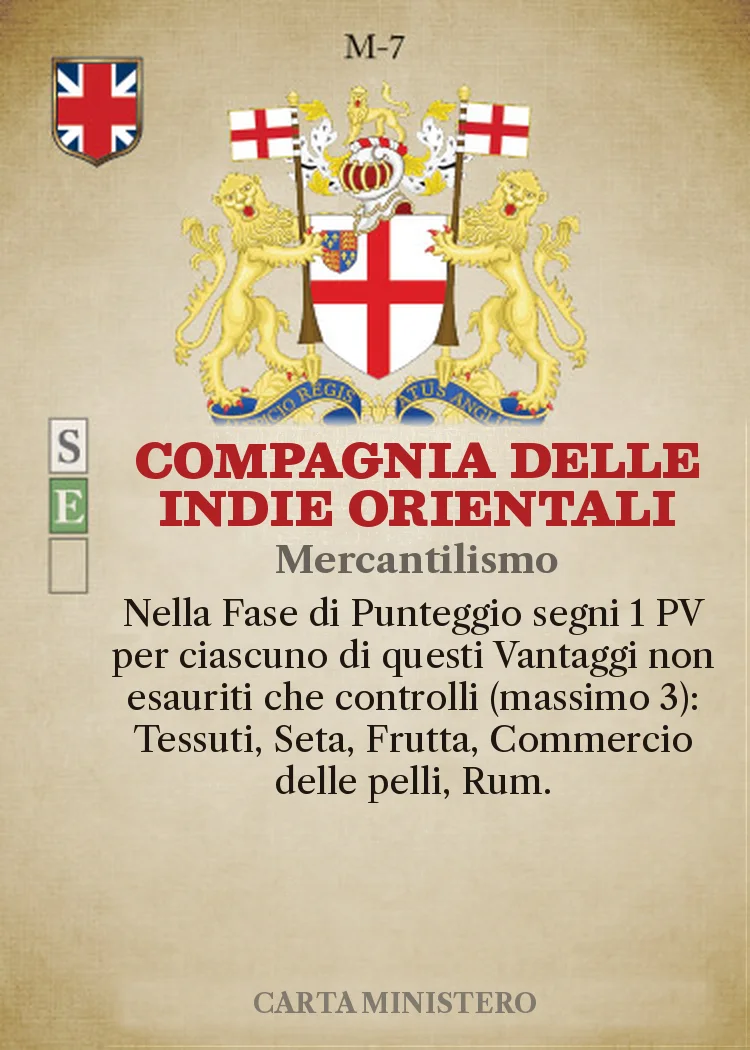 M-7
REGIS
S
E
COMPAGNIA DELLE
INDIE ORIENTALI
Mercantilismo
Nella Fase di Punteggio segni 1 PV
per ciascuno di questi Vantaggi non
esauriti che controlli (massimo 3):
Tessuti, Seta, Frutta, Commercio
delle pelli, Rum.
CARTA MINISTERO